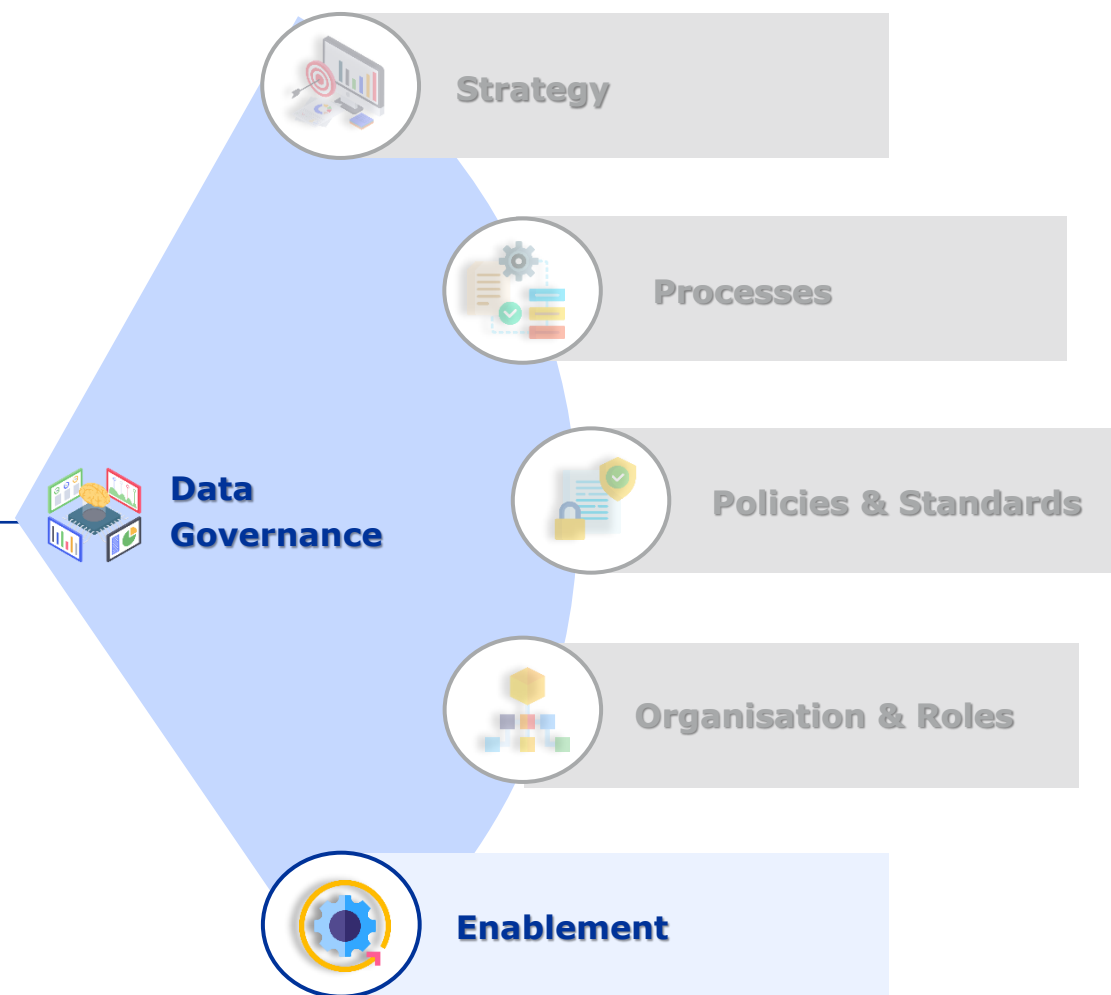 Strategy
Processes
Data
Governance
Policies & Standards
Organisation & Roles
Enablement